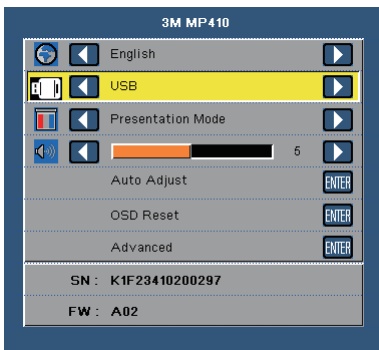 3M MP410
English
USB
Presentation Mode
5
Auto Adjust ENTER
OSD Reset ENTER
Advanced ENTER
SN : K1F23410200297
FW : A02